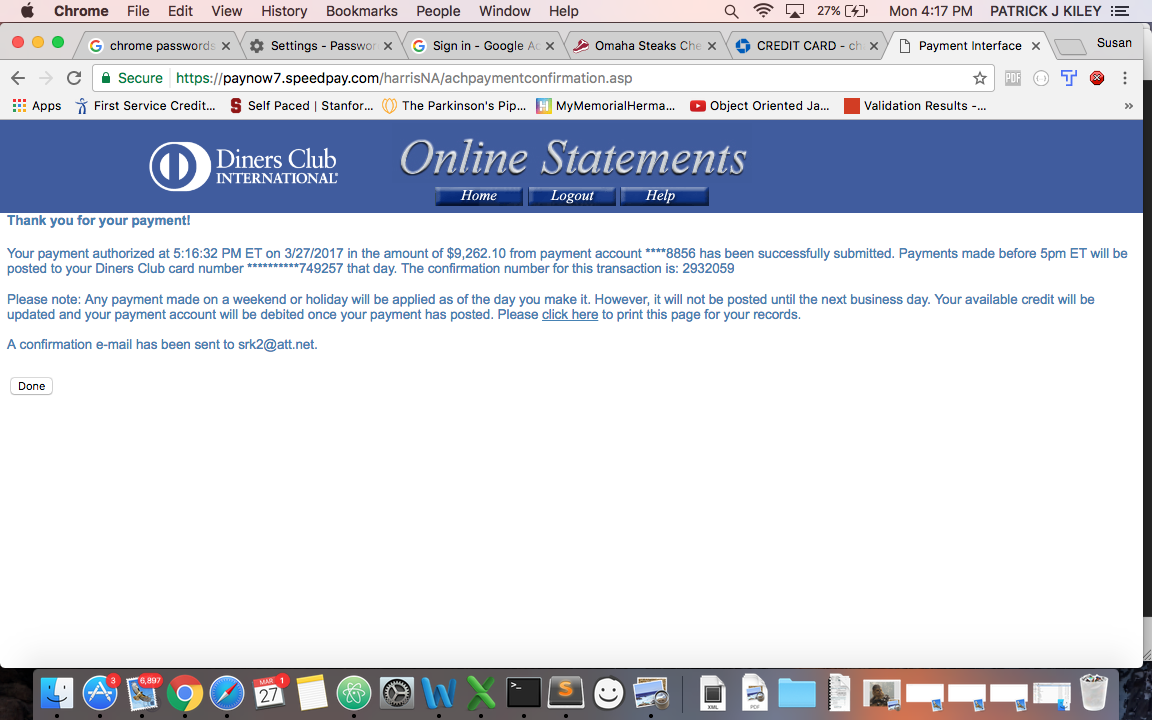 Chrome File Edit View History Bookmarks People Window Help 27% Mon 4:17 PM PATRICK J KILEY
chrome passwords Settings - Passwor Sign in - Google Ac Omaha Steaks Che CREDIT CARD - ch Payment Interface Susan
Secure https://paynow7.speedpay.com/harrisNA/achpaymentconfirmation.asp PDF
Apps First Service Credit... Self Paced | Stanfor... The Parkinson's Pip... MyMemorialHerma... Object Oriented Ja... Validation Results -... »
Diners Club
INTERNATIONAL®
Online Statements
Home Logout Help
Thank you for your payment!
Your payment authorized at 5:16:32 PM ET on 3/27/2017 in the amount of $9,262.10 from payment account ****8856 has been successfully submitted. Payments made before 5pm ET will be
posted to your Diners Club card number **********749257 that day. The confirmation number for this transaction is: 2932059
Please note: Any payment made on a weekend or holiday will be applied as of the day you make it. However, it will not be posted until the next business day. Your available credit will be
updated and your payment account will be debited once your payment has posted. Please click here to print this page for your records.
A confirmation e-mail has been sent to srk2@att.net.
Done
3 6,897 MAR 27 1 XML PDF